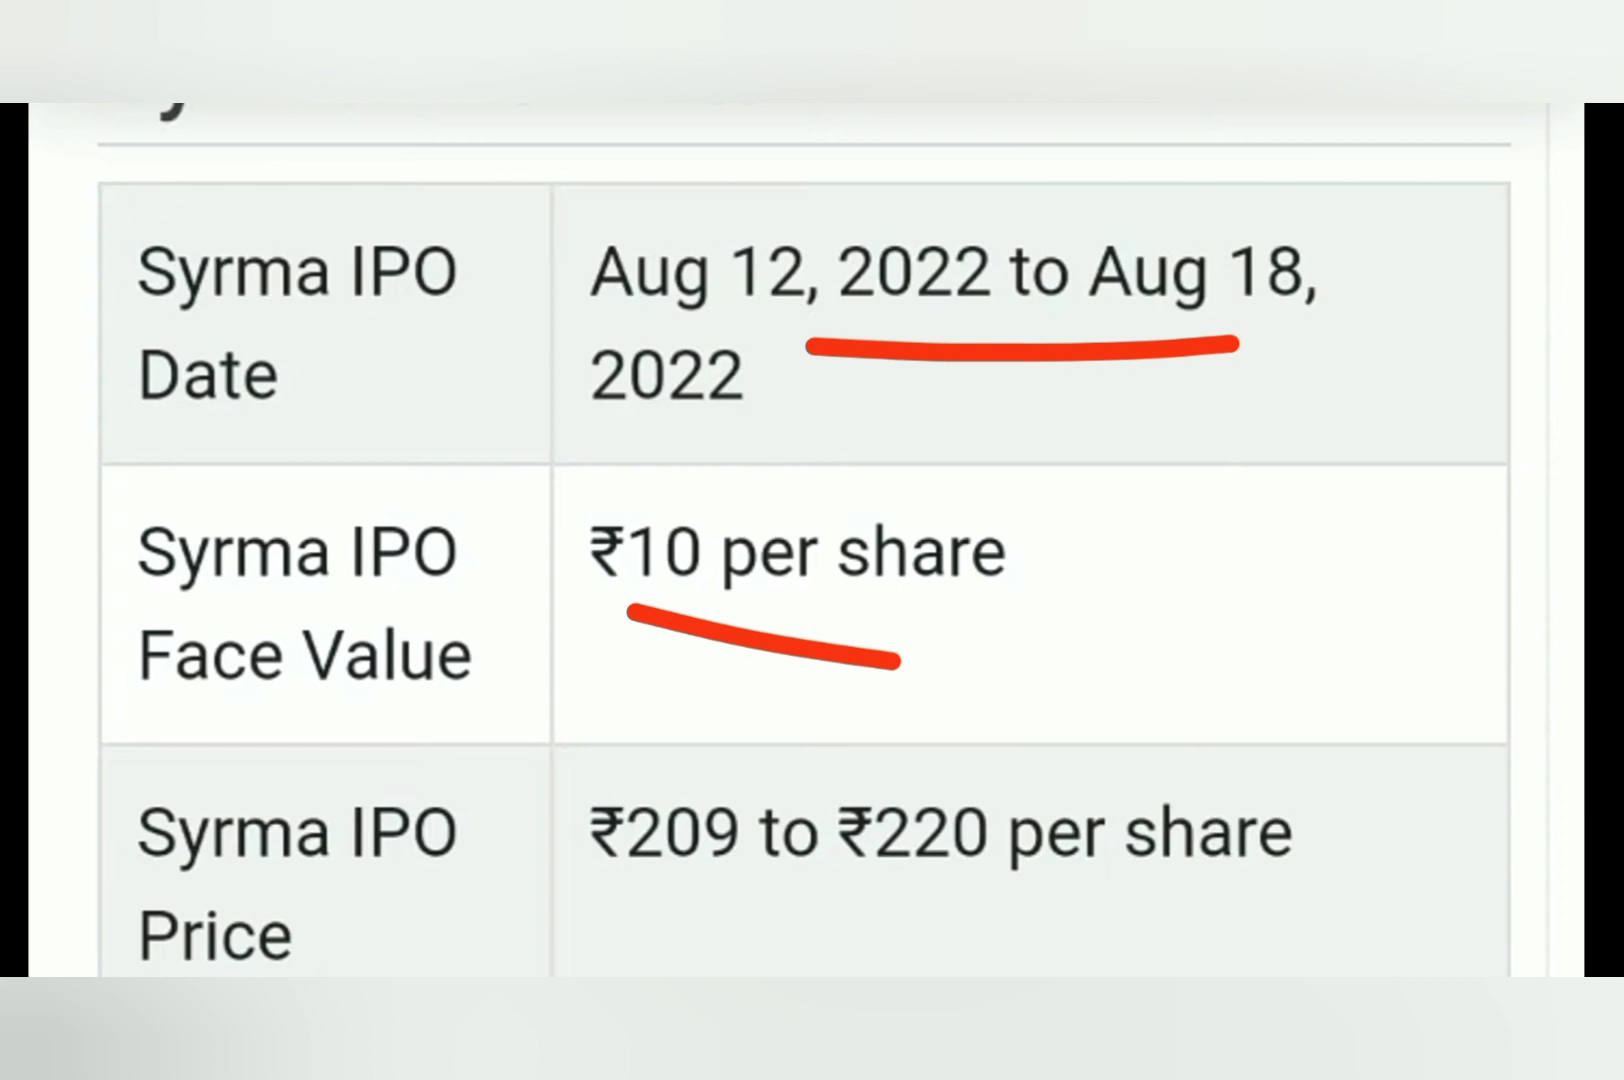 Syrma IPO
Date
Aug 12, 2022 to Aug 18,
2022
Syrma IPO
Face Value
₹10 per share
Syrma IPO
Price
₹209 to ₹220 per share